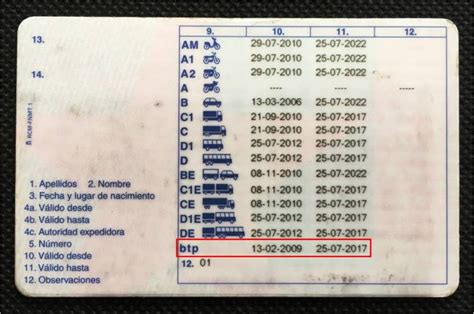 9. 10. 11. 12.
13.
14.
AM 29-07-2010 25-07-2022
A1 29-07-2010 25-07-2022
A2 29-07-2010 25-07-2022
A ---- ----
B 13-03-2006 25-07-2022
C1 21-09-2010 25-07-2017
C 21-09-2010 25-07-2017
D1 25-07-2012 25-07-2017
D 25-07-2012 25-07-2017
BE 08-11-2010 25-07-2022
C1E 08-11-2010 25-07-2017
CE 08-11-2010 25-07-2017
D1E 25-07-2012 25-07-2017
DE 25-07-2012 25-07-2017
btp 13-02-2009 25-07-2017
12. 01
1. Apellidos 2. Nombre
3. Fecha y lugar de nacimiento
4a. Válido desde
4b. Válido hasta
4c. Autoridad expedidora
5. Número
10. Válido desde
11. Válido hasta
12. Observaciones